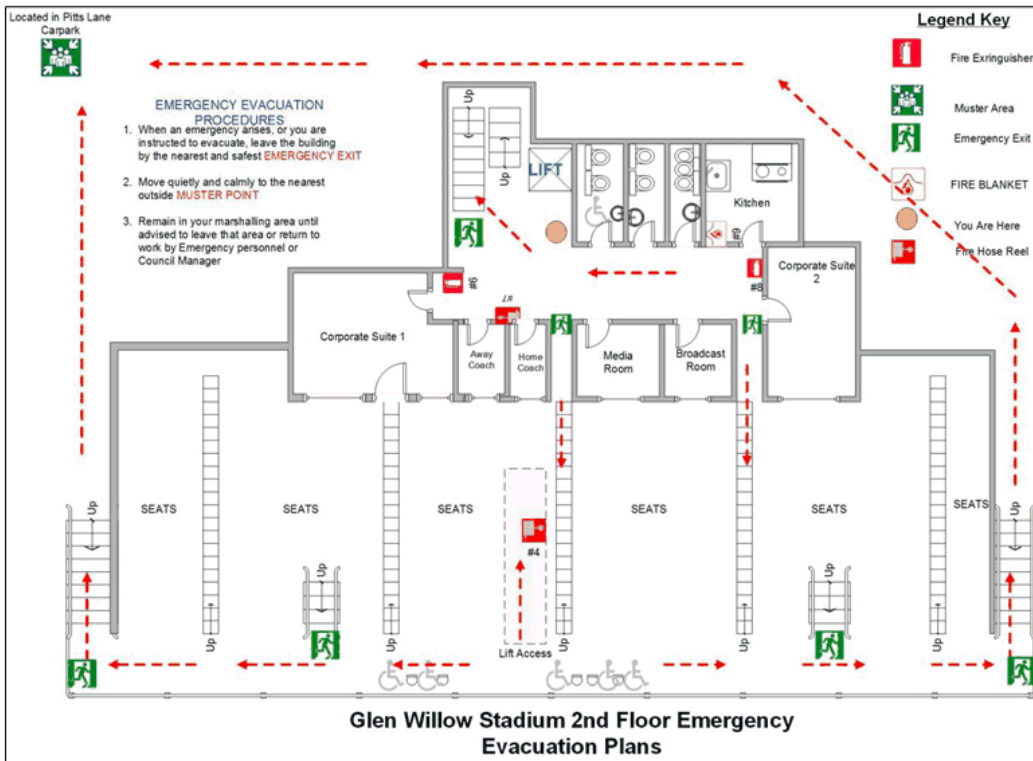 Located in Pitts Lane
Carpark
Legend Key
Fire Exringuisher
Muster Area
Emergency Exit
FIRE BLANKET
You Are Here
Fire Hose Reel
EMERGENCY EVACUATION
PROCEDURES
1. When an emergency arises, or you are
instructed to evacuate, leave the building
by the nearest and safest EMERGENCY EXIT
2. Move quietly and calmly to the nearest
outside MUSTER POINT
3. Remain in your marshalling area until
advised to leave that area or return to
work by Emergency personnel or
Council Manager
Up
Up
LIFT
Kitchen
#9
#6
#7
#8
Corporate Suite
2
Corporate Suite 1
Away
Coach
Home
Coach
Media
Room
Broadcast
Room
SEATS
SEATS
SEATS
SEATS
SEATS
SEATS
#4
Up
Up
Up
Up
Up
Up
Up
Up
Up
Up
Lift Access
Glen Willow Stadium 2nd Floor Emergency
Evacuation Plans